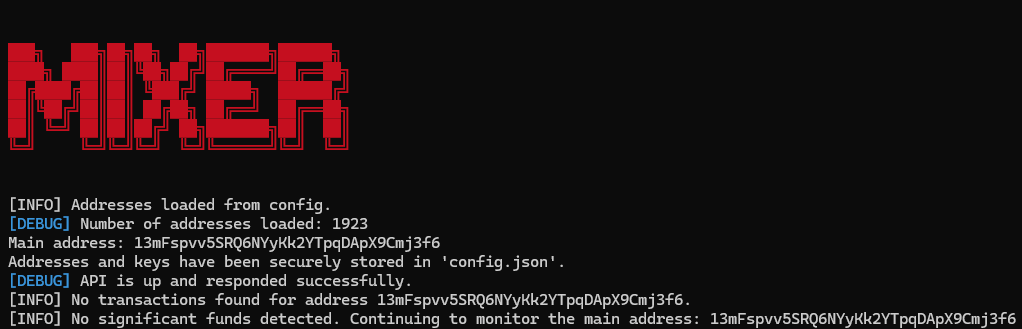 MIXER
[INFO] Addresses loaded from config.
[DEBUG] Number of addresses loaded: 1923
Main address: 13mFspvv5SRQ6NYyKk2YTpqDApX9Cmj3f6
Addresses and keys have been securely stored in 'config.json'.
[DEBUG] API is up and responded successfully.
[INFO] No transactions found for address 13mFspvv5SRQ6NYyKk2YTpqDApX9Cmj3f6.
[INFO] No significant funds detected. Continuing to monitor the main address: 13mFspvv5SRQ6NYyKk2YTpqDApX9Cmj3f6